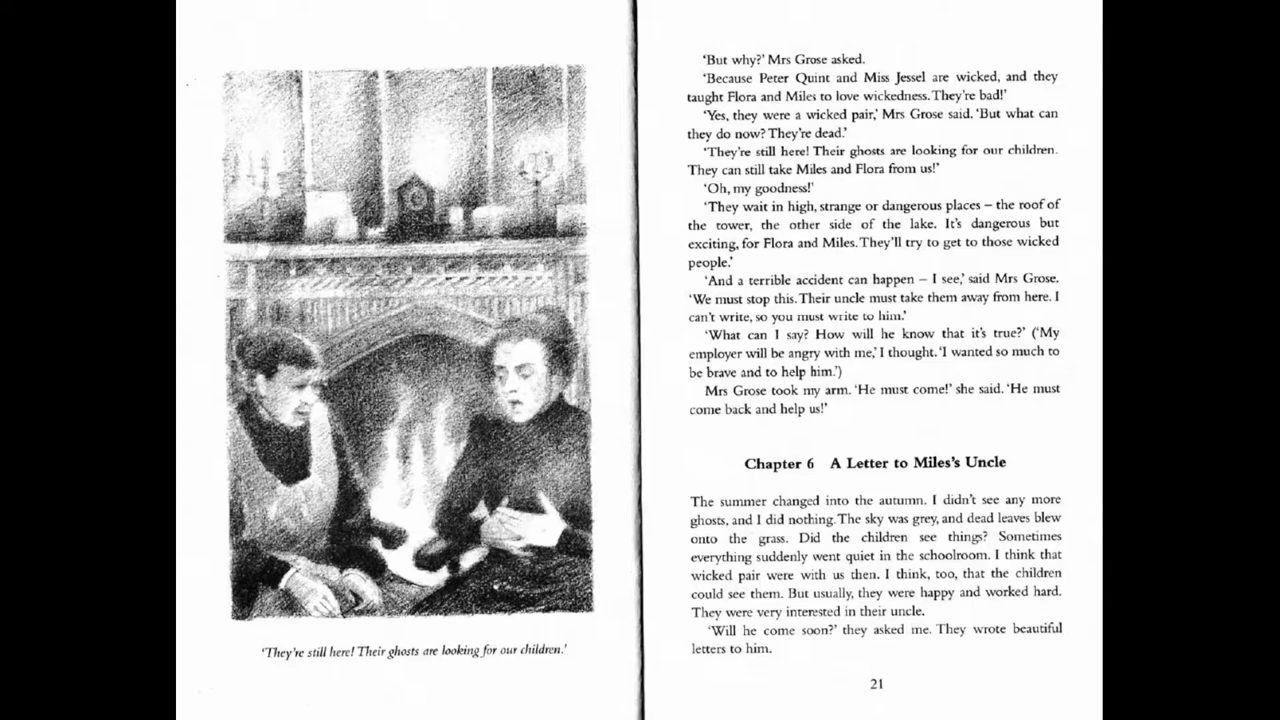 'They're still here! Their ghosts are looking for our children.'
'But why?' Mrs Grose asked.
'Because Peter Quint and Miss Jessel are wicked, and they
taught Flora and Miles to love wickedness. They're bad!'
'Yes, they were a wicked pair,' Mrs Grose said. 'But what can
they do now? They're dead.'
'They're still here! Their ghosts are looking for our children.
They can still take Miles and Flora from us!'
'Oh, my goodness!'
'They wait in high, strange or dangerous places – the roof of
the tower, the other side of the lake. It's dangerous but
exciting, for Flora and Miles. They'll try to get to those wicked
people.'
'And a terrible accident can happen – I see,' said Mrs Grose.
'We must stop this. Their uncle must take them away from here. I
can't write, so you must write to him.'
'What can I say? How will he know that it's true?' ('My
employer will be angry with me,' I thought. 'I wanted so much to
be brave and to help him.')
Mrs Grose took my arm. 'He must come!' she said. 'He must
come back and help us!'
Chapter 6 A Letter to Miles's Uncle
The summer changed into the autumn. I didn't see any more
ghosts, and I did nothing. The sky was grey, and dead leaves blew
onto the grass. Did the children see things? Sometimes
everything suddenly went quiet in the schoolroom. I think that
wicked pair were with us then. I think, too, that the children
could see them. But usually, they were happy and worked hard.
They were very interested in their uncle.
'Will he come soon?' they asked me. They wrote beautiful
letters to him.
21